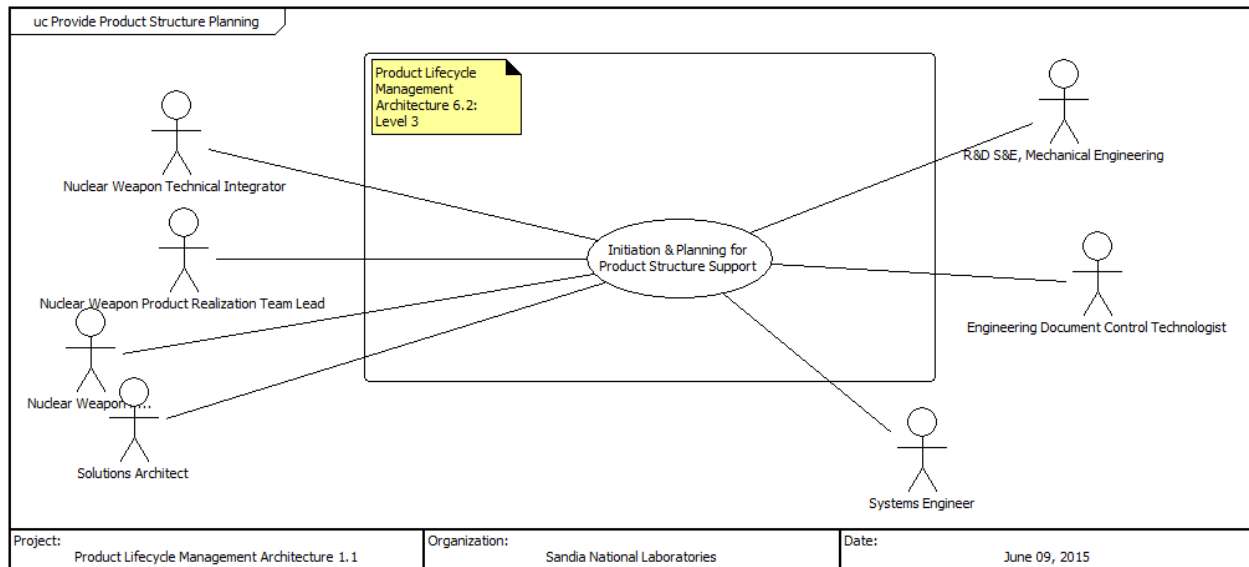 uc Provide Product Structure Planning
Product Lifecycle
Management
Architecture 6.2:
Level 3
Nuclear Weapon Technical Integrator
R&D S&E, Mechanical Engineering
Initiation & Planning for
Product Structure Support
Nuclear Weapon Product Realization Team Lead
Engineering Document Control Technologist
Nuclear Weapon
Solutions Architect
Systems Engineer
Project:
Product Lifecycle Management Architecture 1.1
Organization:
Sandia National Laboratories
Date:
June 09, 2015